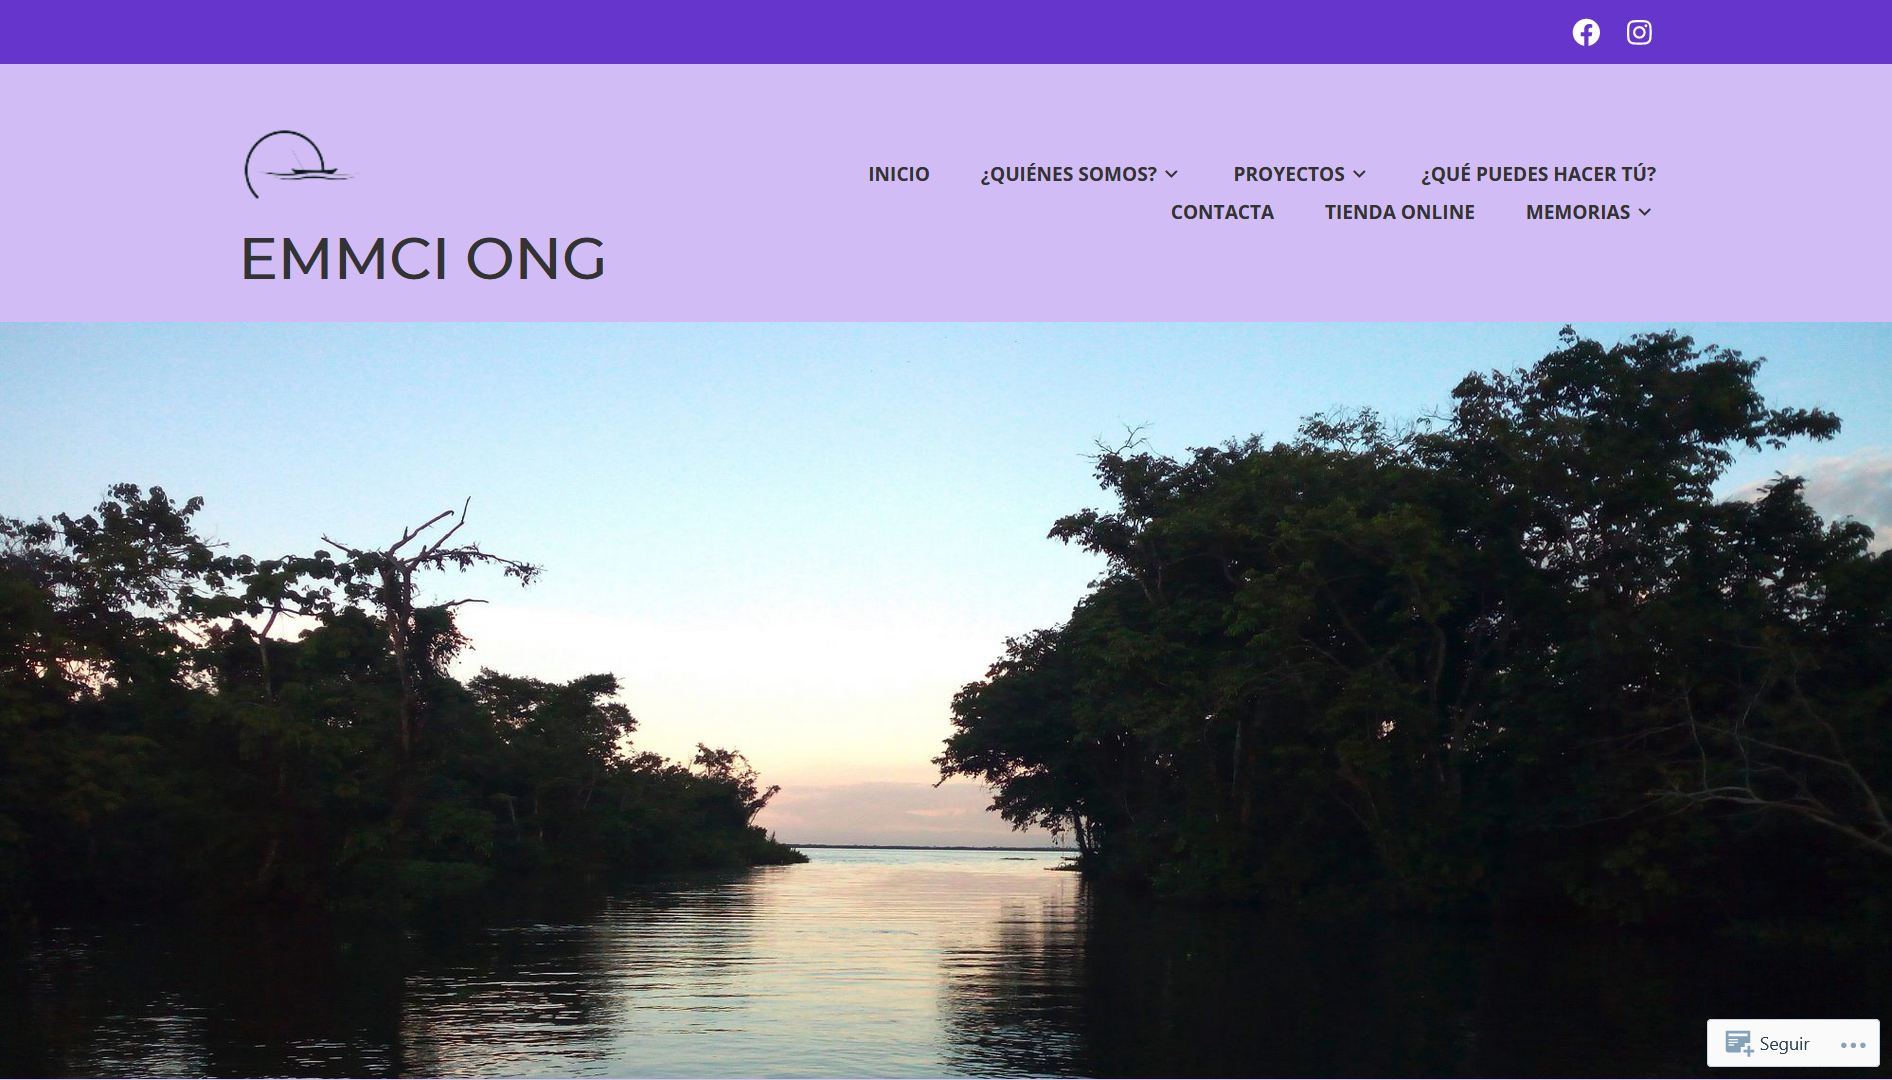 INICIO ¿QUIÉNES SOMOS? PROYECTOS ¿QUÉ PUEDES HACER TÚ?
CONTACTA TIENDA ONLINE MEMORIAS
EMMCI ONG
Seguir